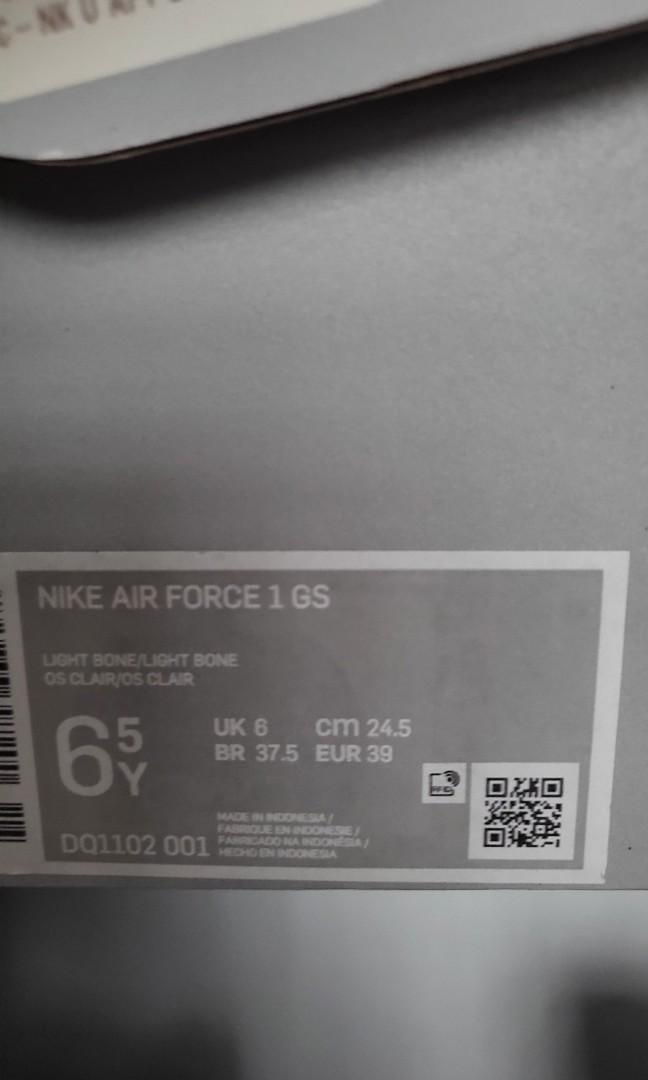 NIKE AIR FORCE 1 GS
LIGHT BONE/LIGHT BONE
OS CLAIR/OS CLAIR
6 5 Y
UK 6 cm 24.5
BR 37.5 EUR 39
RFID
DQ1102 001
MADE IN INDONESIA /
FABRIQUE EN INDONESIE /
FABRICADO NA INDONÉSIA /
HECHO EN INDONESIA